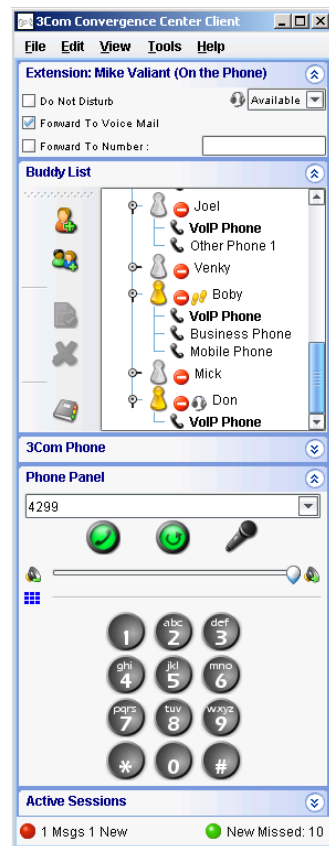 3Com Convergence Center Client
File Edit View Tools Help
Extension: Mike Valiant (On the Phone)
Do Not Disturb Available
Forward To Voice Mail
Forward To Number :
Buddy List
Joel
VoIP Phone
Other Phone 1
Venky
Boby
VoIP Phone
Business Phone
Mobile Phone
Mick
Don
VoIP Phone
3Com Phone
Phone Panel
4299
1 abc 2 def 3
ghi 4 jkl 5 mno 6
pqrs 7 tuv 8 wxyz 9
* 0 #
Active Sessions
1 Msgs 1 New New Missed: 10